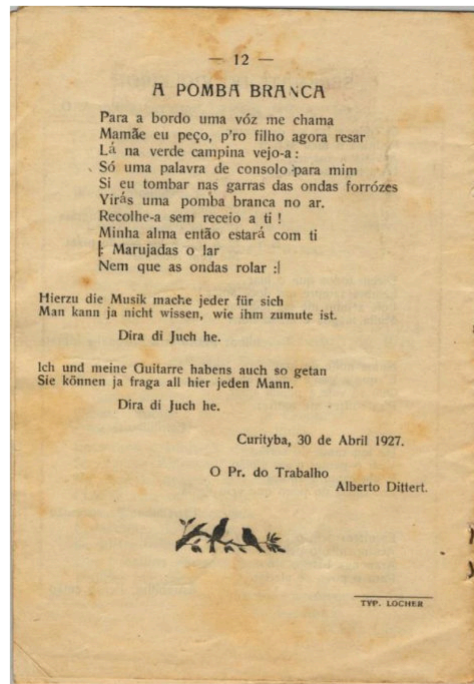 — 12 —
A POMBA BRANCA
Para a bordo uma vóz me chama
Mamãe eu peço, p'ro filho agora resar
Lá na verde campina vejo-a:
Só uma palavra de consolo para mim
Si eu tombar nas garras das ondas forrózes
Virás uma pomba branca no ar.
Recolhe-a sem receio a ti !
Minha alma então estará com ti
|: Marujadas o lar
Nem que as ondas rolar :|
Hierzu die Musik mache jeder für sich
Man kann ja nicht wissen, wie ihm zumute ist.
Dira di Juch he.
Ich und meine Guitarre habens auch so getan
Sie können ja fraga all hier jeden Mann.
Dira di Juch he.
Curityba, 30 de Abril 1927.
O Pr. do Trabalho
Alberto Dittert.
TYP. LOCHER